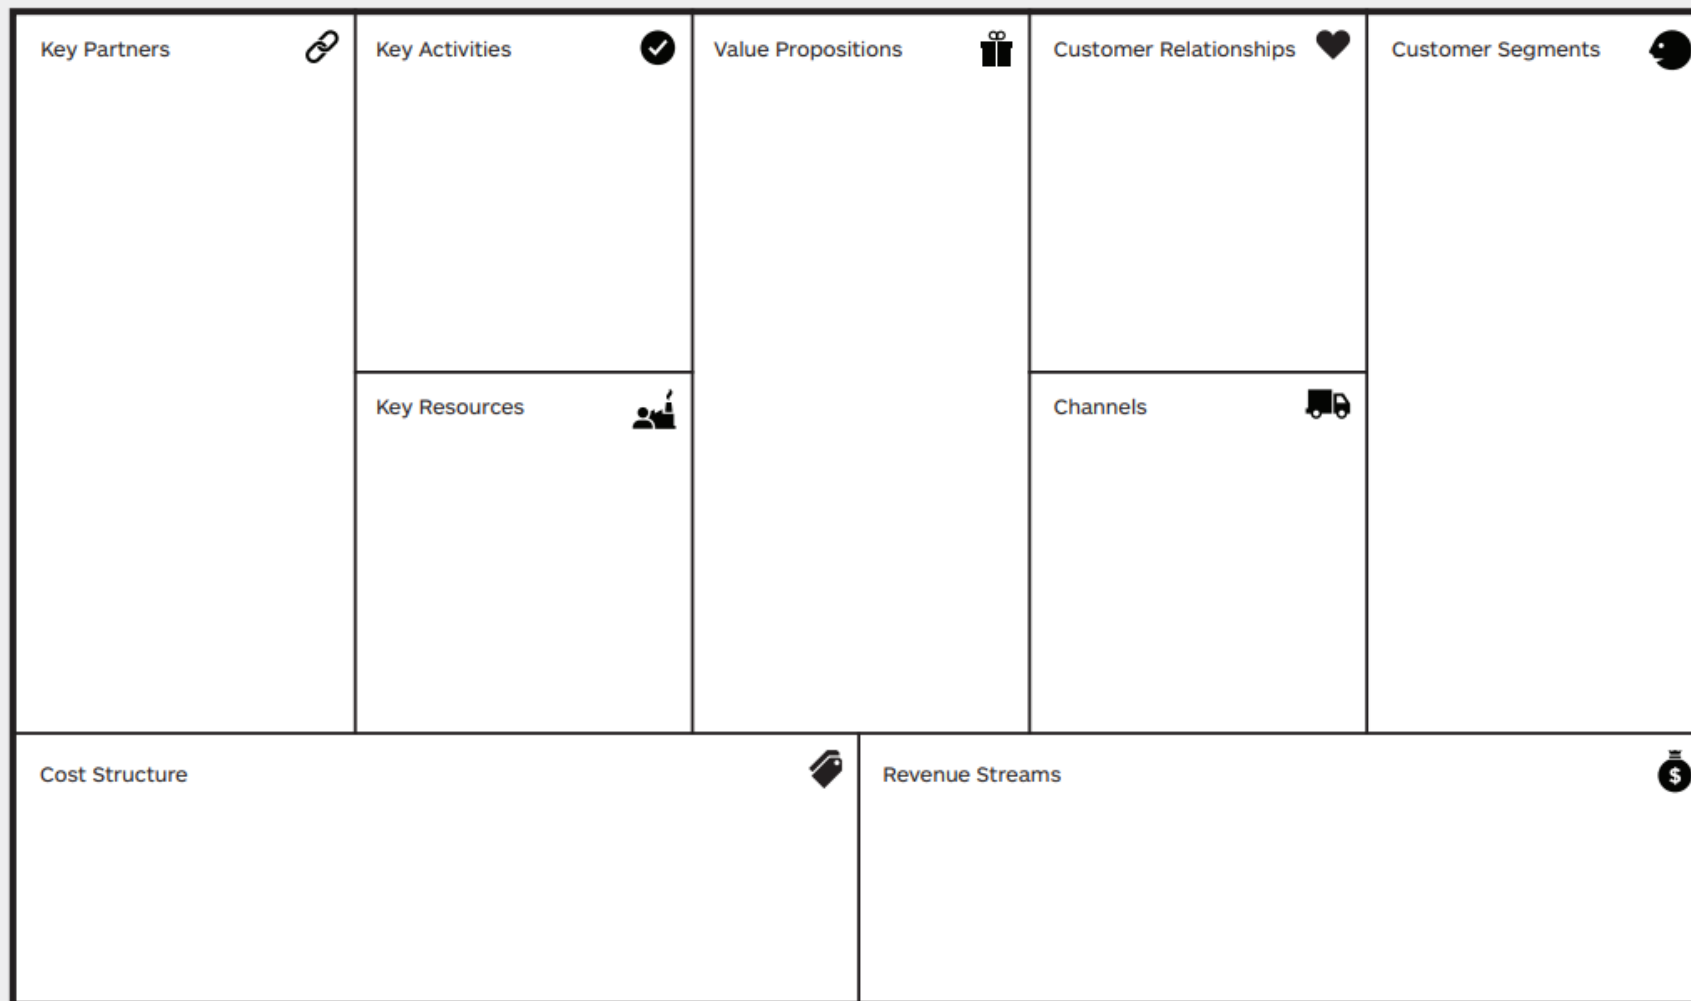 Key Partners
Key Activities
Value Propositions
Customer Relationships
Customer Segments
Key Resources
Channels
Cost Structure
Revenue Streams
$